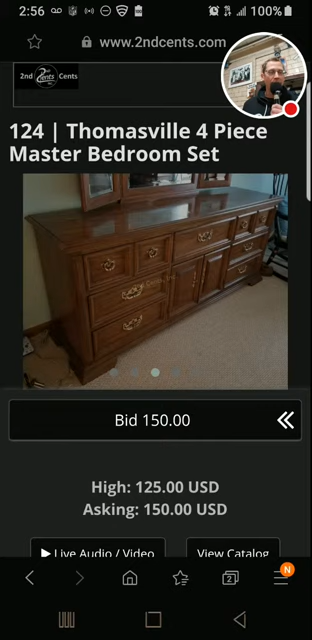 2:56
100%
www.2ndcents.com
2nd Cents Cents
124 | Thomasville 4 Piece
Master Bedroom Set
Bid 150.00
High: 125.00 USD
Asking: 150.00 USD
Live Audio / Video
View Catalog
2
N